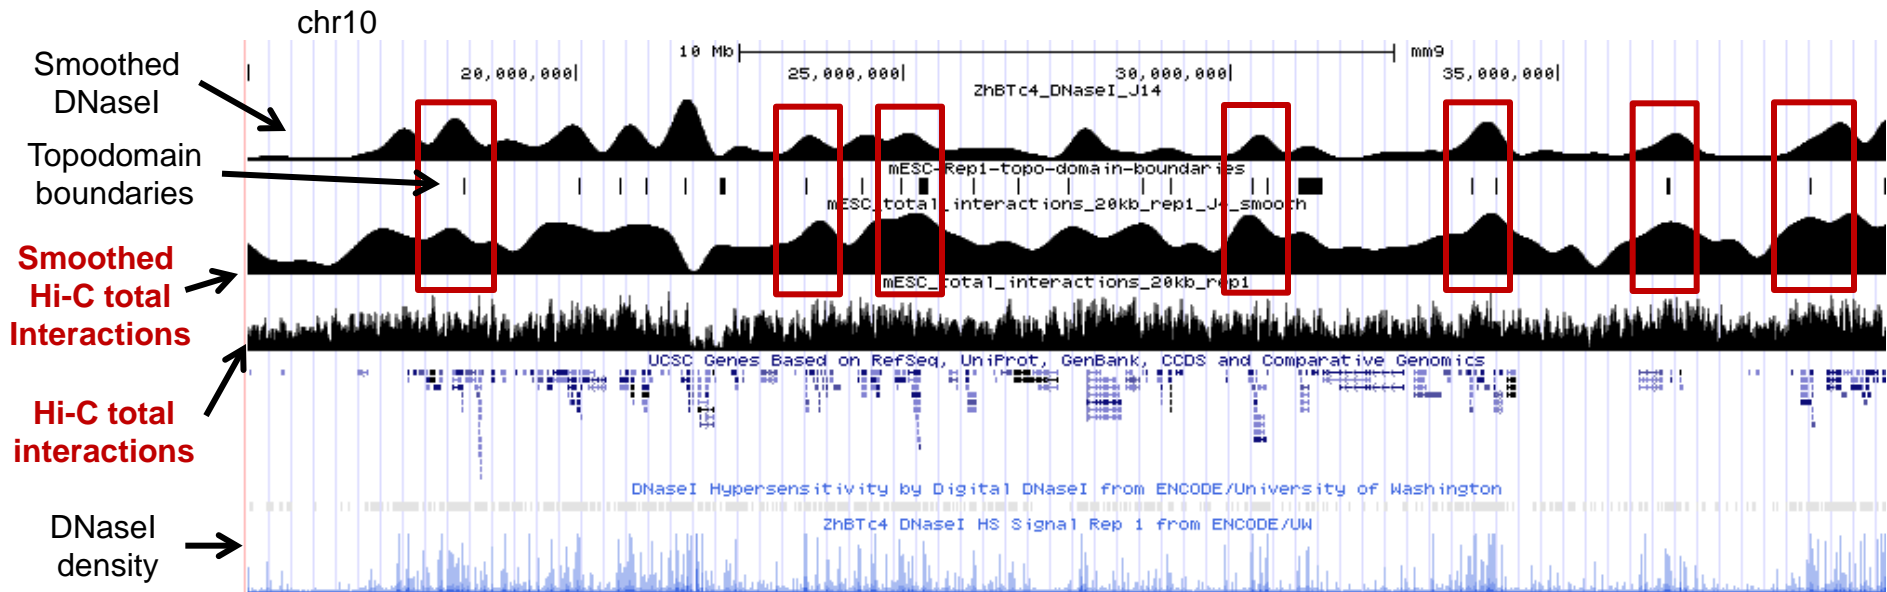 chr10
10 Mb
mm9
20,000,000|
25,000,000|
30,000,000|
35,000,000|
Smoothed
DNaseI
ZhBTc4_DNaseI_J14
Topodomain
boundaries
mESC-Rep1-topo-domain-boundaries
mESC_total_interactions_20kb_rep1_J4_smooth
Smoothed
Hi-C total
Interactions
mESC_total_interactions_20kb_rep1
Hi-C total
interactions
UCSC Genes Based on RefSeq, UniProt, GenBank, CCDS and Comparative Genomics
DNaseI Hypersensitivity by Digital DNaseI from ENCODE/University of Washington
DNaseI
density
ZhBTc4 DNaseI HS Signal Rep 1 from ENCODE/UW